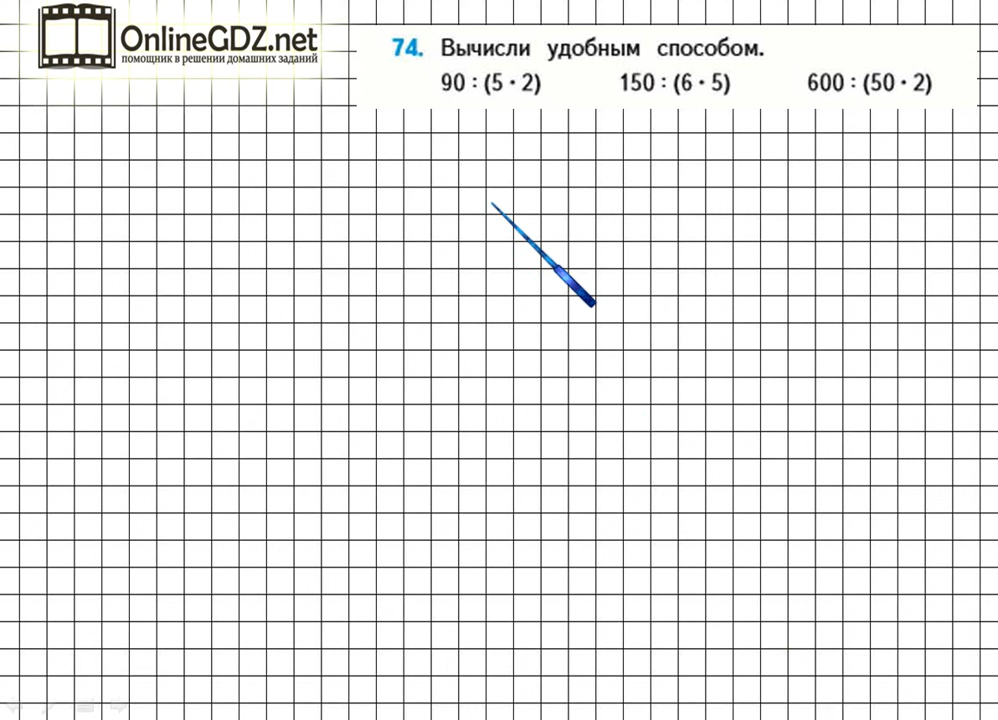 OnlineGDZ.net
помощник в решении домашних заданий
74. Вычисли удобным способом.
90 : (5 · 2) 150 : (6 · 5) 600 : (50 · 2)